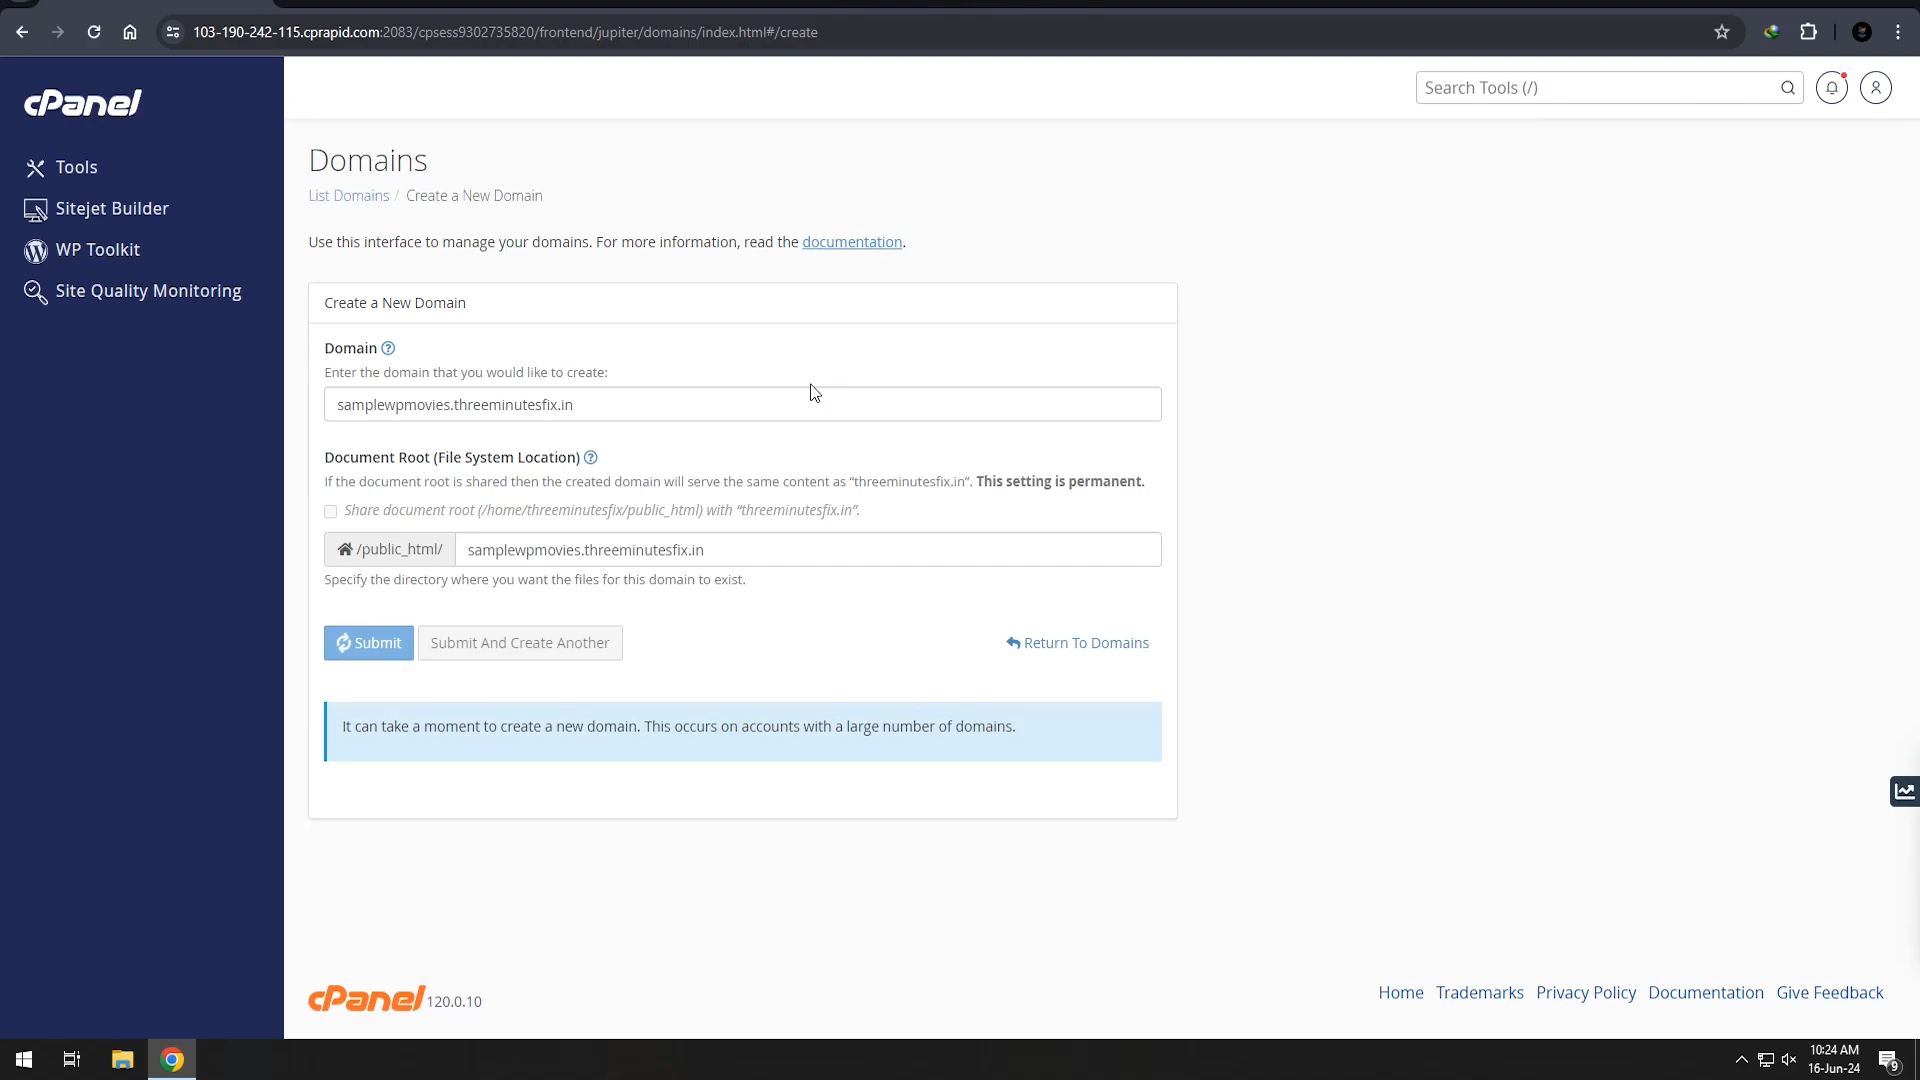 103-190-242-115.cprapid.com:2083/cpsess9302735820/frontend/jupiter/domains/index.html#/create
cPanel
Search Tools (/)
Tools
Sitejet Builder
WP Toolkit
Site Quality Monitoring
Domains
List Domains / Create a New Domain
Use this interface to manage your domains. For more information, read the documentation.
Create a New Domain
Domain
Enter the domain that you would like to create:
samplewpmovies.threeminutesfix.in
Document Root (File System Location)
If the document root is shared then the created domain will serve the same content as “threeminutesfix.in”. This setting is permanent.
Share document root (/home/threeminutesfix/public_html) with “threeminutesfix.in”.
/public_html/ samplewpmovies.threeminutesfix.in
Specify the directory where you want the files for this domain to exist.
Submit Submit And Create Another Return To Domains
It can take a moment to create a new domain. This occurs on accounts with a large number of domains.
cPanel 120.0.10
Home Trademarks Privacy Policy Documentation Give Feedback
10:24 AM
16-Jun-24
9